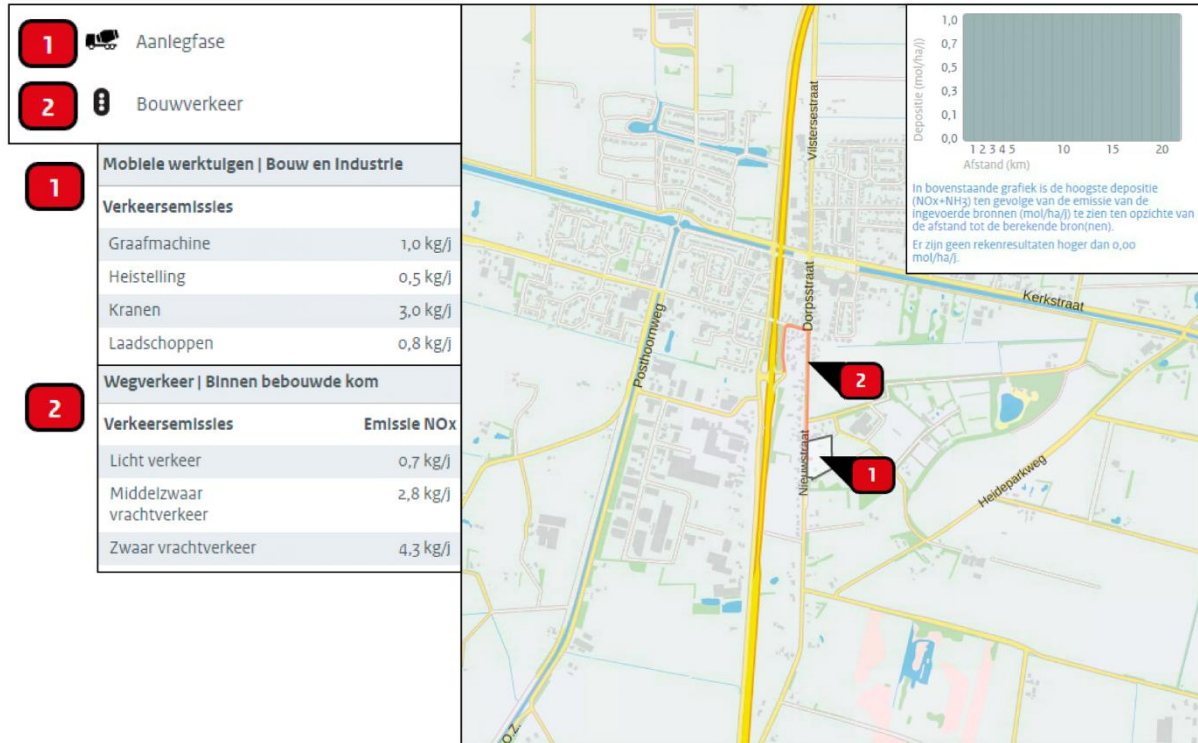 1 Aanlegfase
2 Bouwverkeer
1
Mobiele werktuigen | Bouw en Industrie
Verkeersemissies
Graafmachine 1,0 kg/j
Heistelling 0,5 kg/j
Kranen 3,0 kg/j
Laadschoppen 0,8 kg/j
2
Wegverkeer | Binnen bebouwde kom
Verkeersemissies Emissie NOx
Licht verkeer 0,7 kg/j
Middelzwaar
vrachtverkeer 2,8 kg/j
Zwaar vrachtverkeer 4,3 kg/j
Vilstersestraat
Dorpsstraat
Kerkstraat
Posthoornweg
2
1
Nieuwstraat
Heideparkweg
O.Z.
Depositie (mol/ha/j)
1,0
0,7
0,5
0,3
0,1
0,0
1 2 3 4 5 10 15 20
Afstand (km)
In bovenstaande grafiek is de hoogste depositie
(NOx+NH3) ten gevolge van de emissie van de
ingevoerde bronnen (mol/ha/j) te zien ten opzichte van
de afstand tot de berekende bron(nen).
Er zijn geen rekenresultaten hoger dan 0,00
mol/ha/j.